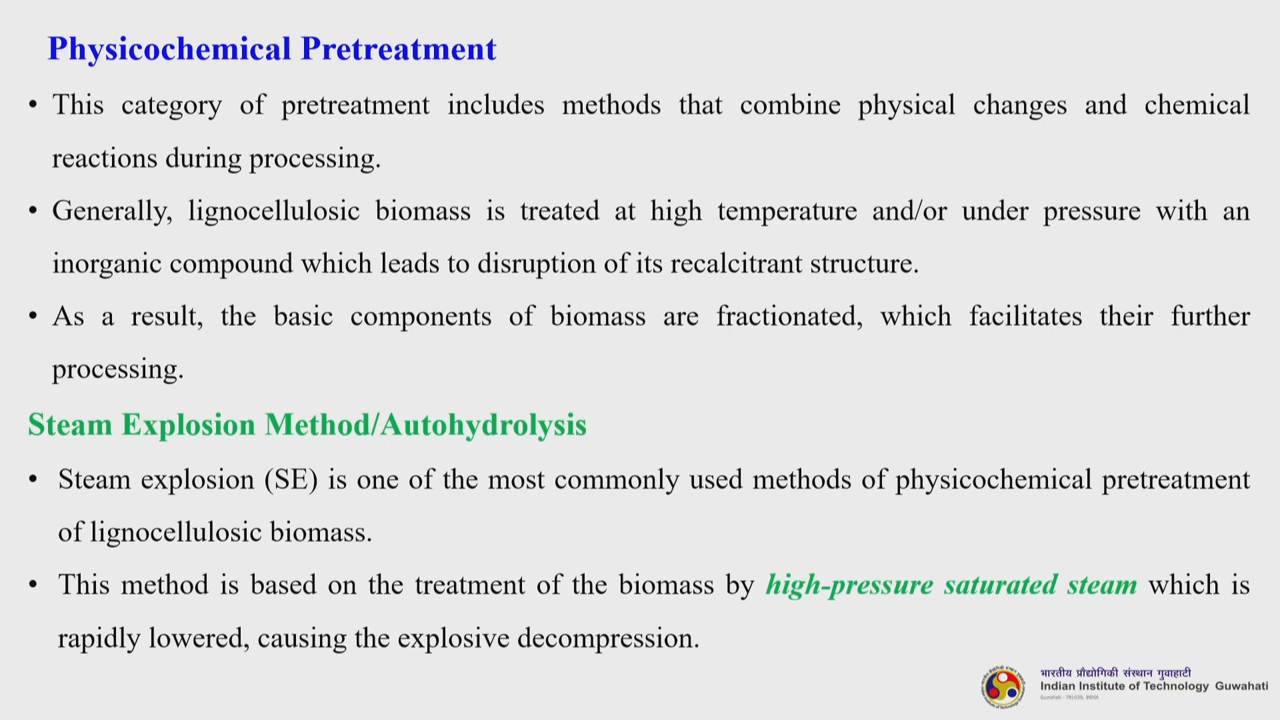 Physicochemical Pretreatment
• This category of pretreatment includes methods that combine physical changes and chemical
reactions during processing.
• Generally, lignocellulosic biomass is treated at high temperature and/or under pressure with an
inorganic compound which leads to disruption of its recalcitrant structure.
• As a result, the basic components of biomass are fractionated, which facilitates their further
processing.
Steam Explosion Method/Autohydrolysis
• Steam explosion (SE) is one of the most commonly used methods of physicochemical pretreatment
of lignocellulosic biomass.
• This method is based on the treatment of the biomass by high-pressure saturated steam which is
rapidly lowered, causing the explosive decompression.
भारतीय प्रौद्योगिकी संस्थान गुवाहाटी
Indian Institute of Technology Guwahati
Guwahati - 781039, INDIA